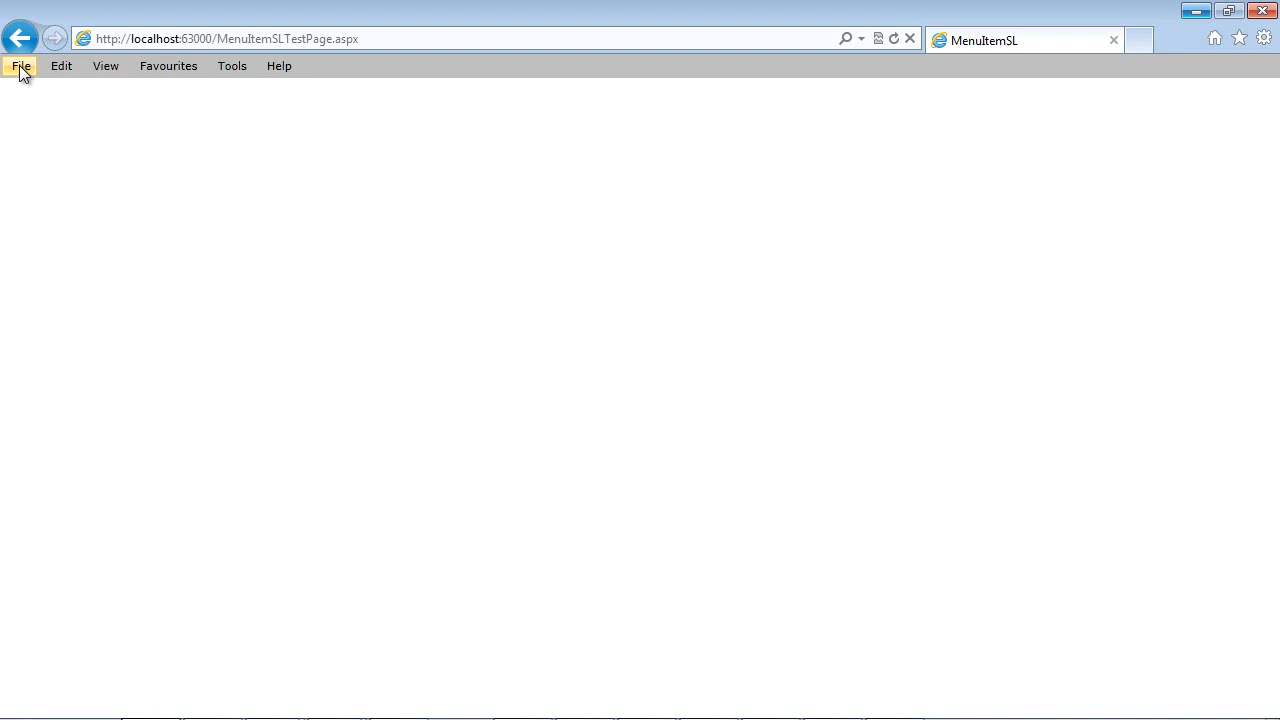 http://localhost:63000/MenuItemSLTestPage.aspx
MenuItemSL
File Edit View Favourites Tools Help